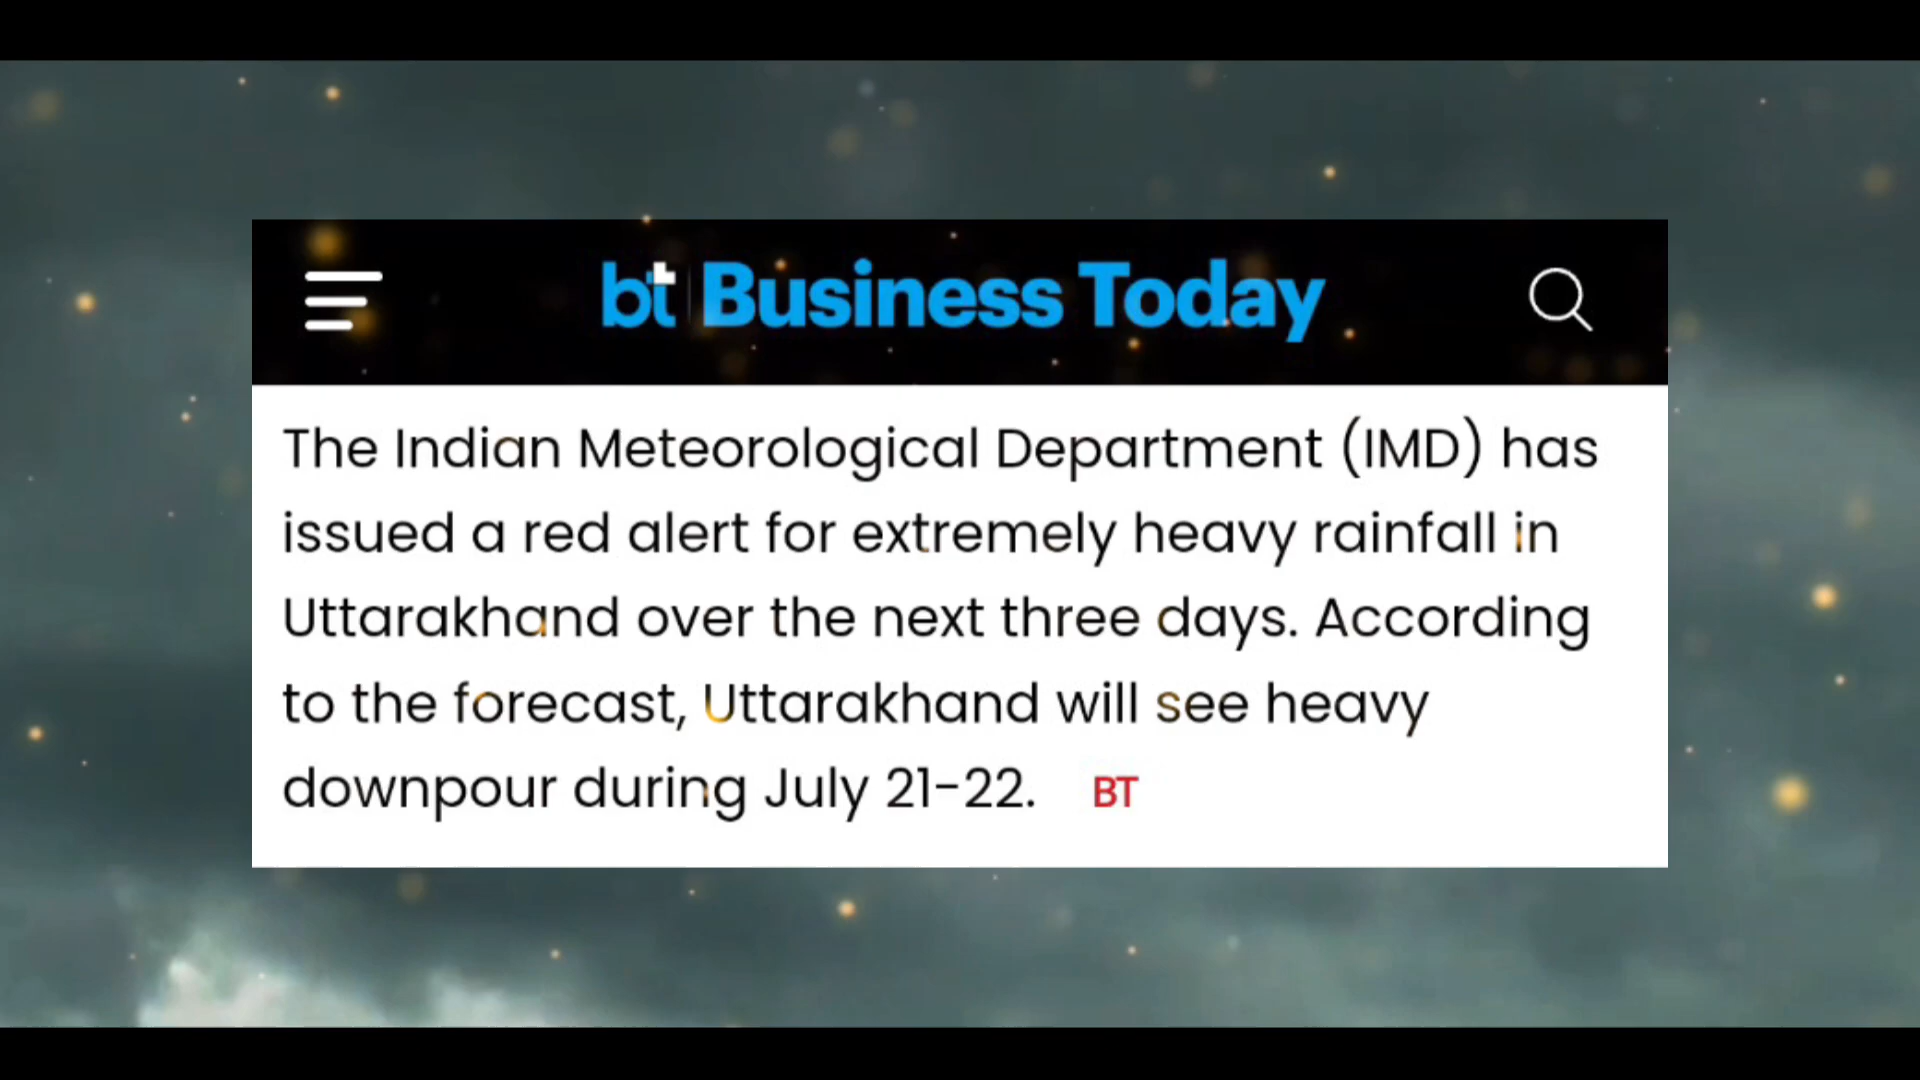 bt Business Today
The Indian Meteorological Department (IMD) has
issued a red alert for extremely heavy rainfall in
Uttarakhand over the next three days. According
to the forecast, Uttarakhand will see heavy
downpour during July 21-22. BT